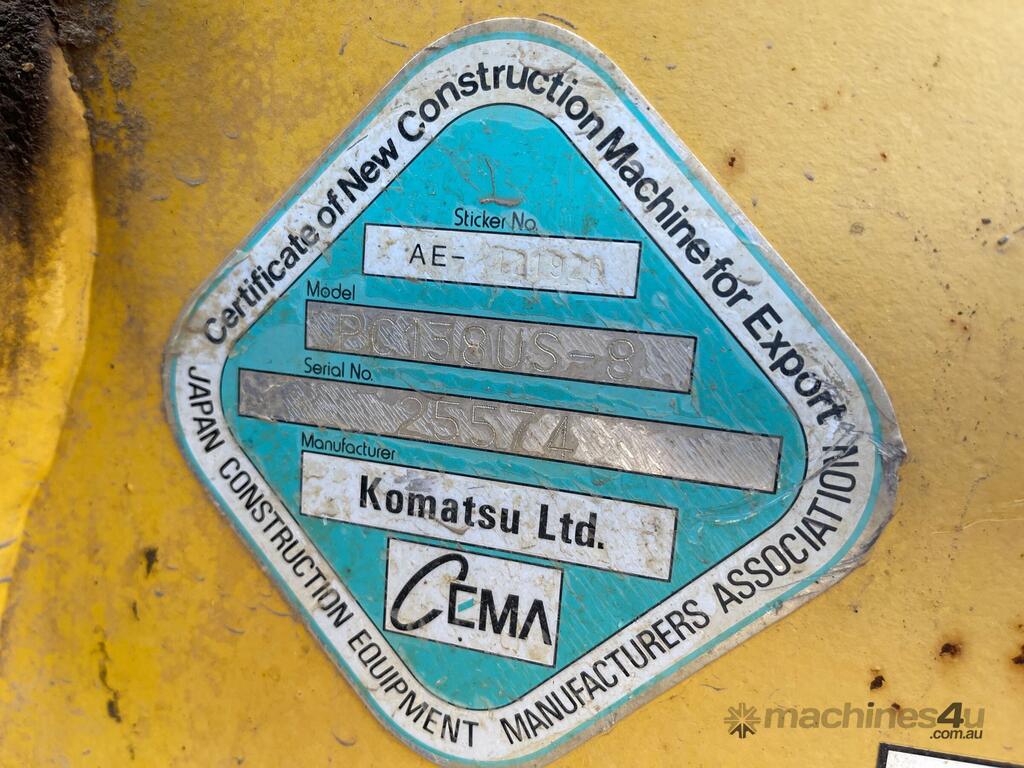 Certificate of New Construction Machine for Export
Sticker No.
AE-
Model
PC138US-8
Serial No.
25574
Manufacturer
Komatsu Ltd.
CEMA
JAPAN CONSTRUCTION EQUIPMENT MANUFACTURERS ASSOCIATION
machines4u
.com.au